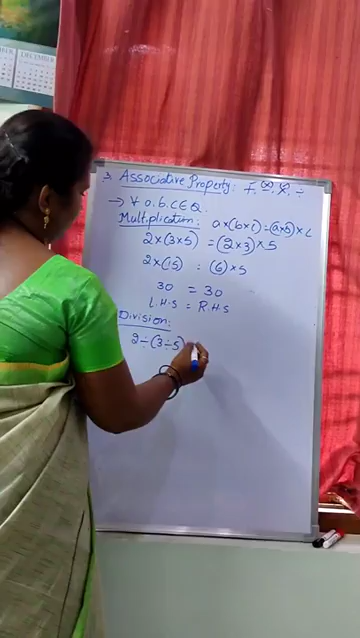 DECEMBER
Associative Property: +, -, ×, ÷
→ ∀ a, b, c ∈ Q.
Multiplication: a×(b×c)=(a×b)×c
2×(3×5) = (2×3)×5
2×(15) = (6)×5
30 = 30
L.H.S = R.H.S
Division:
2÷(3÷5)